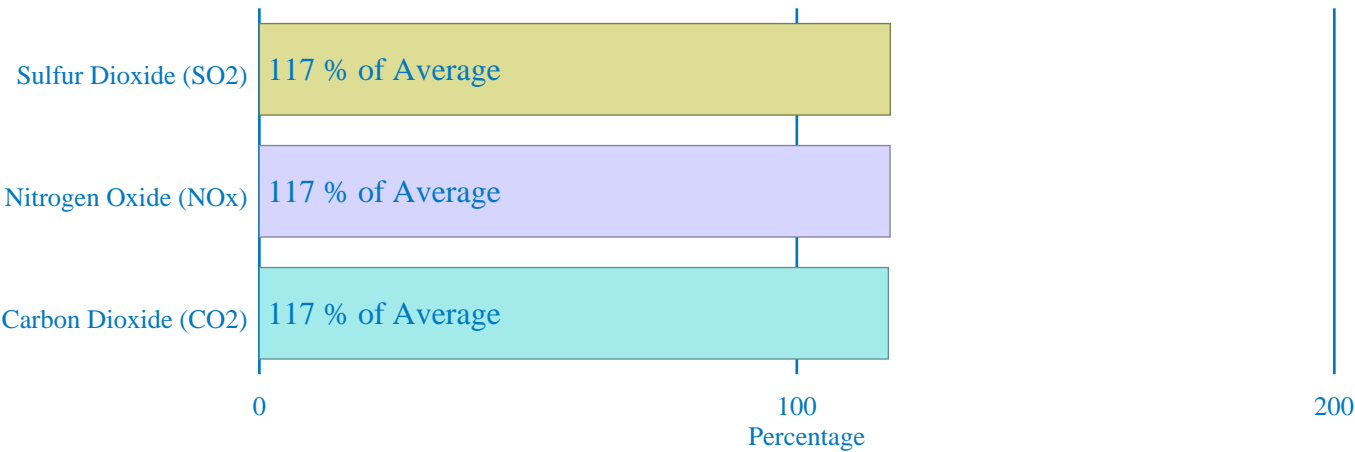 Sulfur Dioxide (SO2) 117 % of Average
Nitrogen Oxide (NOx) 117 % of Average
Carbon Dioxide (CO2) 117 % of Average
0 100 200
Percentage